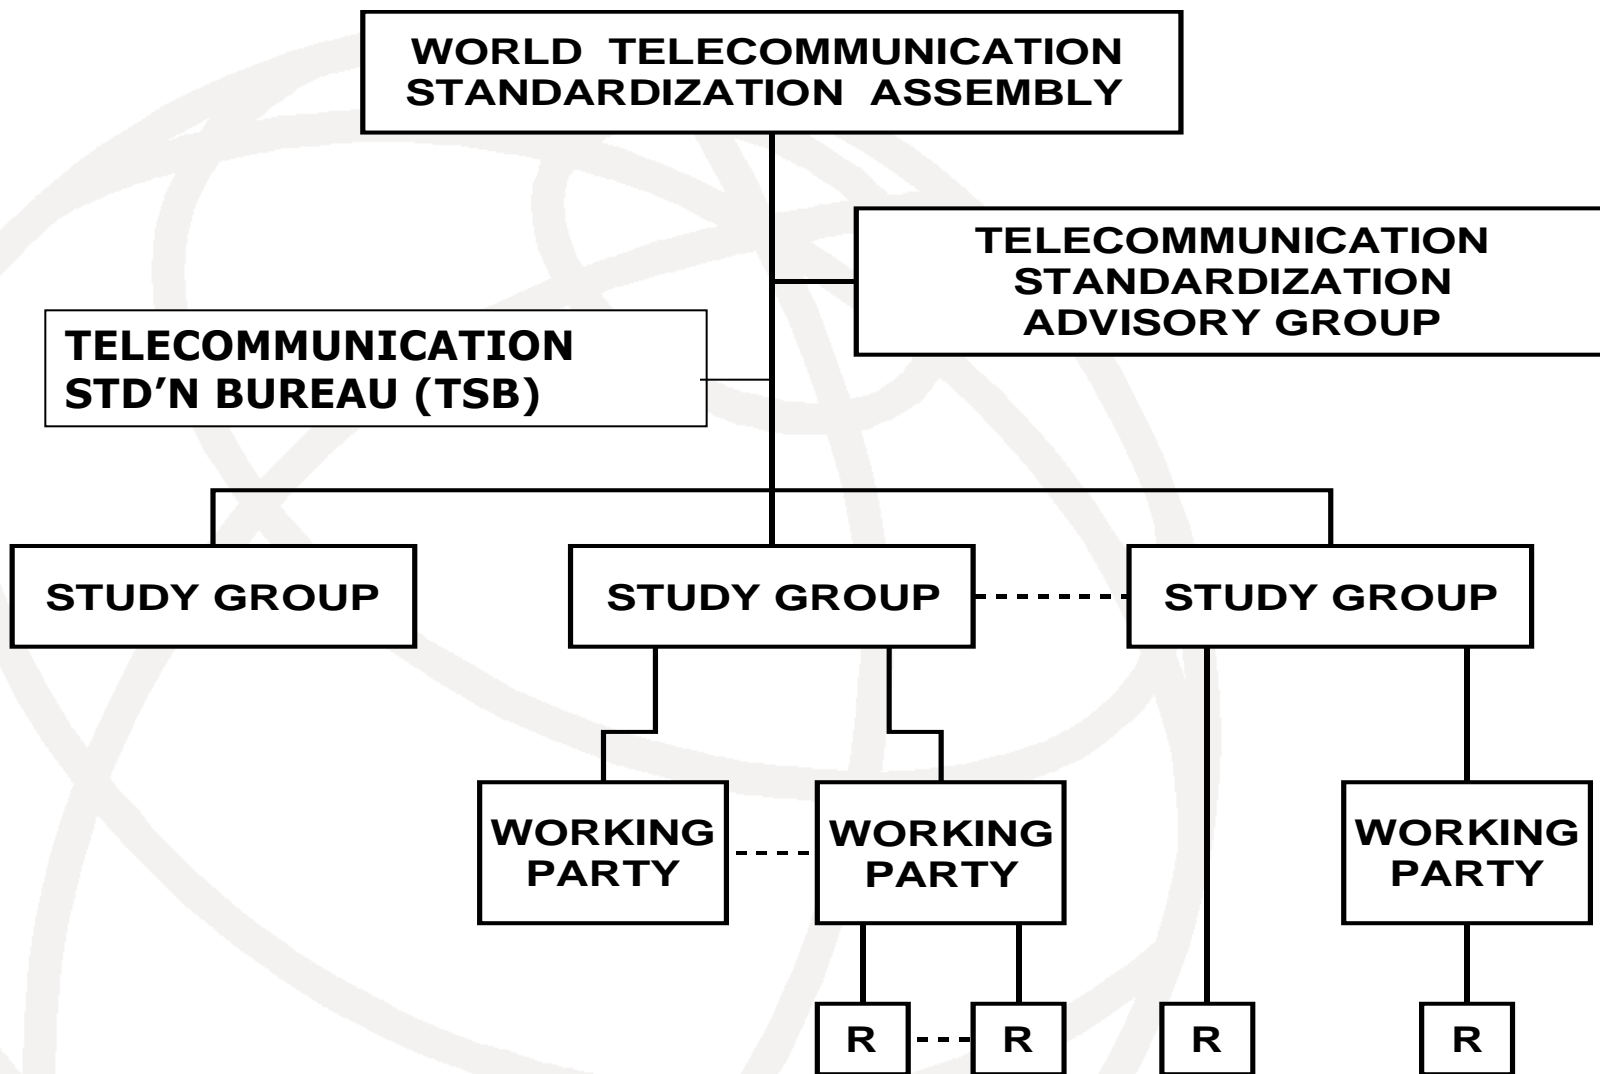 WORLD TELECOMMUNICATION
STANDARDIZATION ASSEMBLY
TELECOMMUNICATION
STANDARDIZATION
ADVISORY GROUP
TELECOMMUNICATION
STD’N BUREAU (TSB)
STUDY GROUP
STUDY GROUP
STUDY GROUP
WORKING
PARTY
WORKING
PARTY
WORKING
PARTY
R
R
R
R